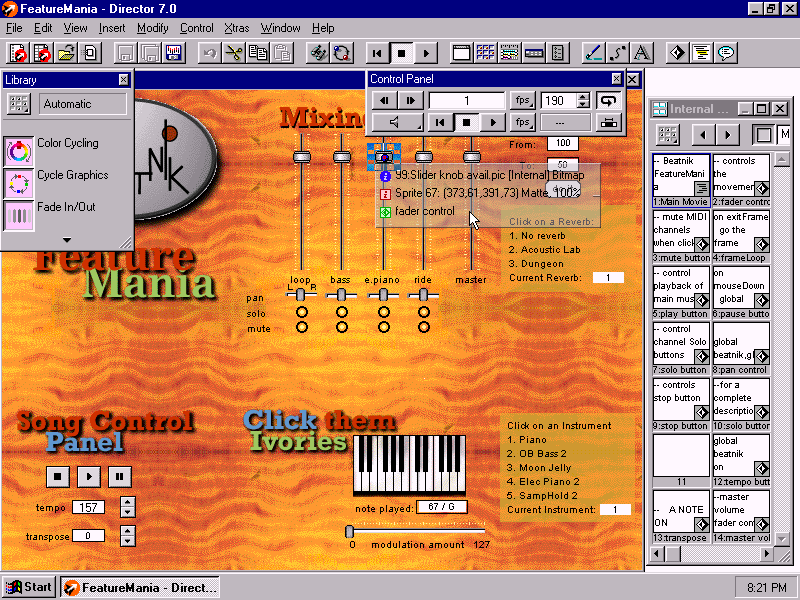 FeatureMania - Director 7.0
File Edit View Insert Modify Control Xtras Window Help
Library
Automatic
Color Cycling
Cycle Graphics
Fade In/Out
Control Panel
1 fps 190
fps ---
Internal ...
M
NIK
Mixing
From: 100
To: 50
99:Slider knob avail.pic [Internal] Bitmap
Sprite 67: (373,61,391,73) Matte, 100%
fader control
Click on a Reverb:
1. No reverb
2. Acoustic Lab
3. Dungeon
Current Reverb: 1
loop bass e.piano ride master
L R
pan
solo
mute
Feature
Mania
Song Control
Panel
tempo 157
transpose 0
Click them
Ivories
note played: 67 / G
0 modulation amount 127
Click on an Instrument
1. Piano
2. OB Bass 2
3. Moon Jelly
4. Elec Piano 2
5. SampHold 2
Current Instrument: 1
-- Beatnik
FeatureMani
a
1:Main Movie
-- controls
the
movemen
2:fader contro
-- mute MIDI
channels
when click
3:mute button
on exitFrame
go the
frame
4:frameLoop
-- control
playback of
main mus
5:play button
on
mouseDown
global
6:pause butto
-- control
channel Solo
buttons
7:solo button
global
beatnik,gl
8:pan control
-- controls
stop button
9:stop button
--for a
complete
descriptio
10:solo button
11
global
beatnik
on
12:tempo butt
-- A NOTE
ON
13:transpose
--master
volume
fader cont
14:master vol
Start
FeatureMania - Direct...
8:21 PM